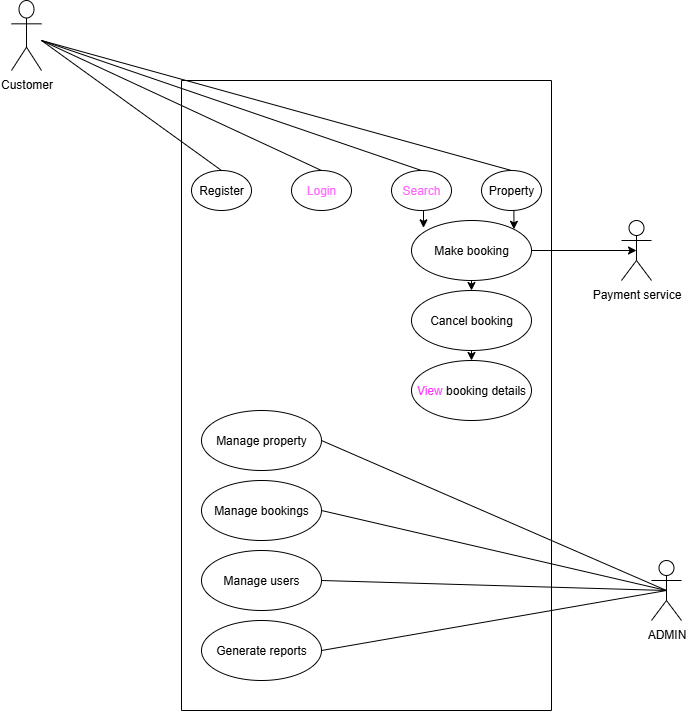 Customer
Register
Login
Search
Property
Make booking
Payment service
Cancel booking
View booking details
Manage property
Manage bookings
Manage users
Generate reports
ADMIN